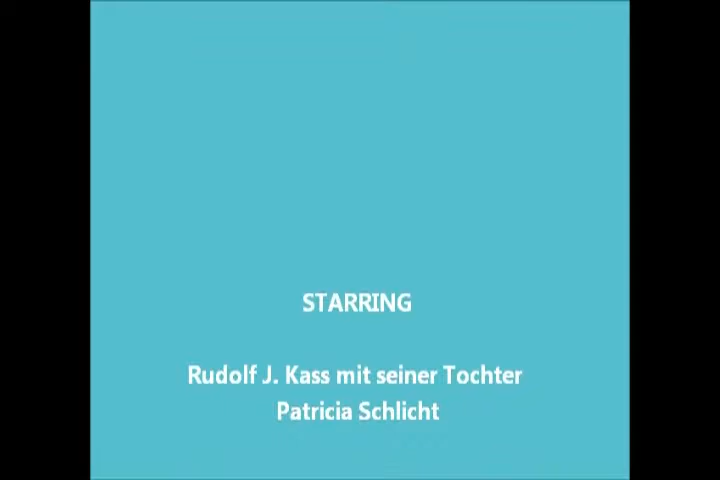 STARRING
Rudolf J. Kass mit seiner Tochter
Patricia Schlicht